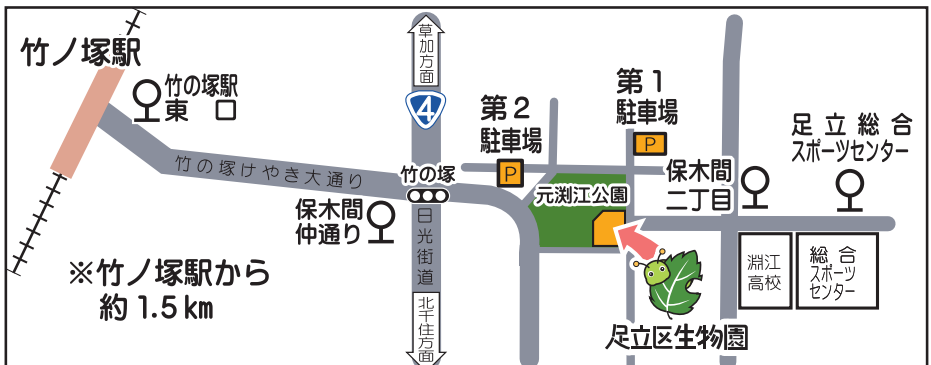 竹ノ塚駅
竹の塚駅
東 口
草加方面
4
第2
駐車場
P
第1
駐車場
P
足立総合
スポーツセンター
竹の塚けやき大通り
竹の塚
元渕江公園
保木間
二丁目
保木間
仲通り
日光街道
淵江
高校
総合
スポーツ
センター
※竹ノ塚駅から
約1.5km
北千住方面
足立区生物園